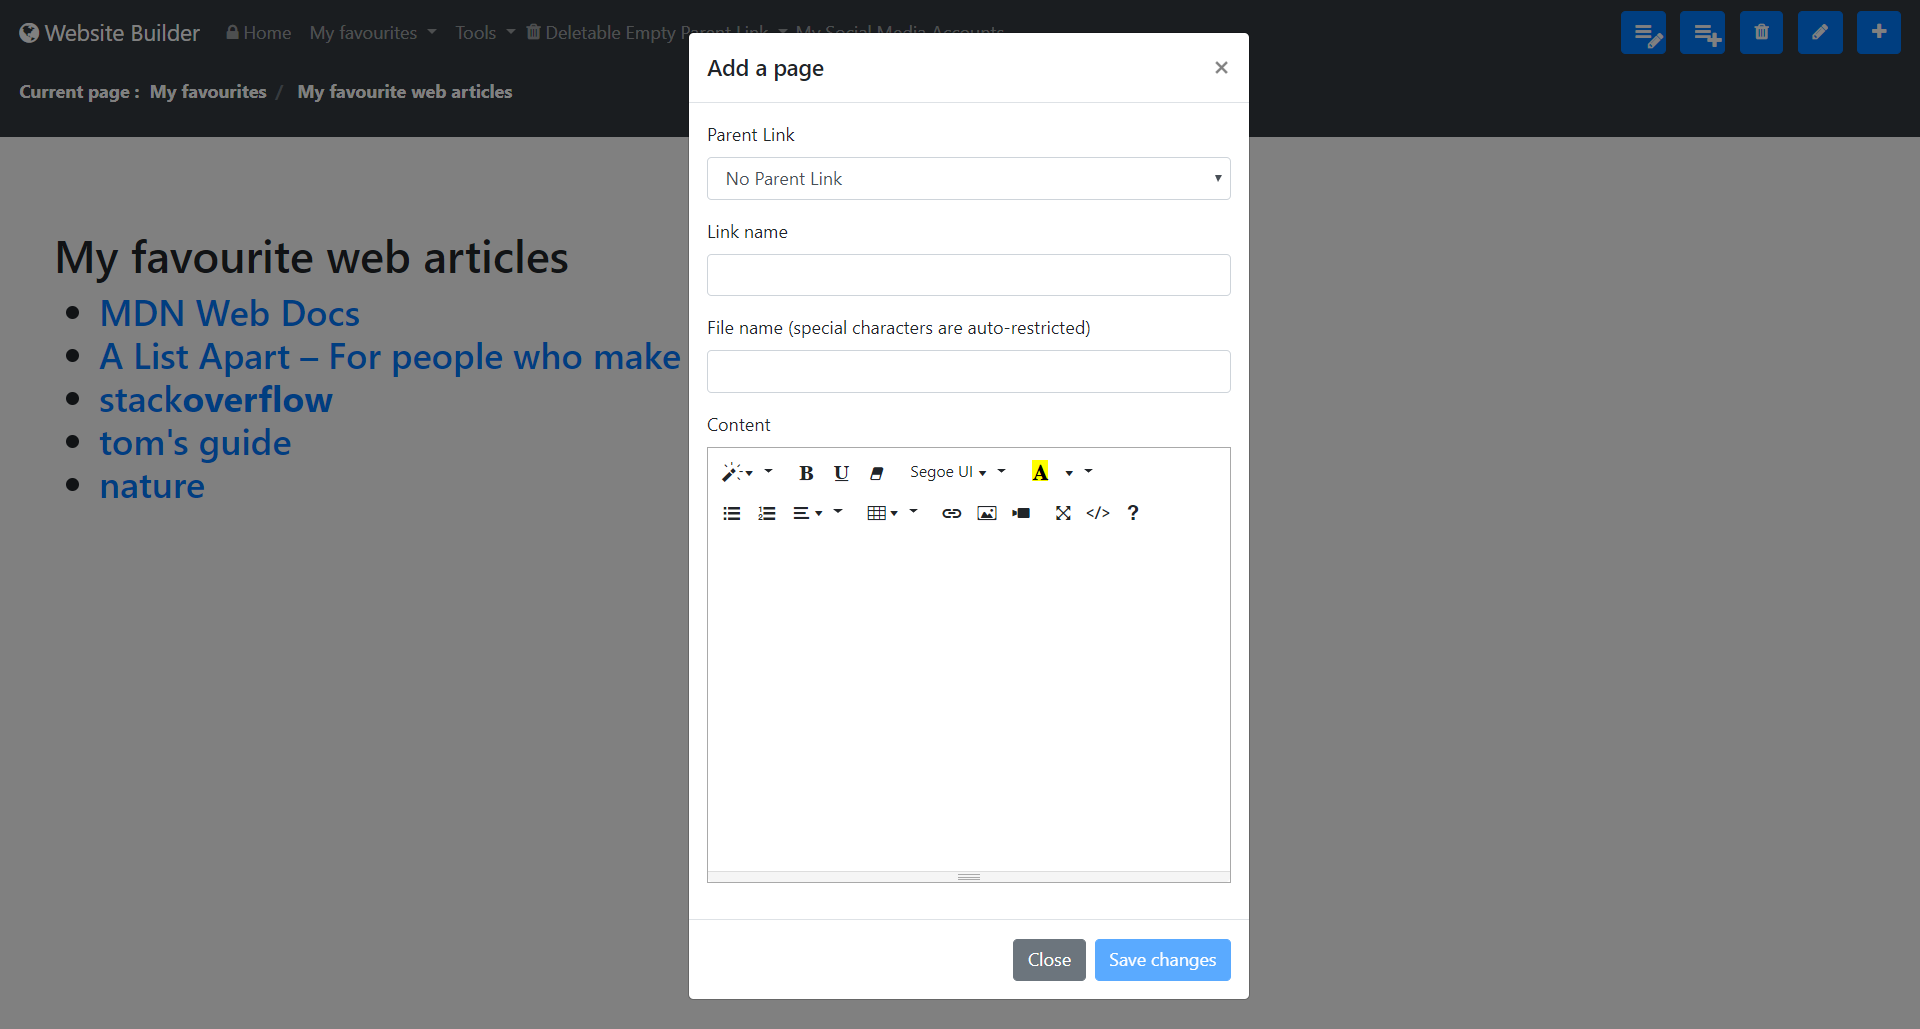 Website Builder Home My favourites Tools Deletable Empty Parent Link My Social Media Accounts
Current page : My favourites / My favourite web articles
My favourite web articles
MDN Web Docs
A List Apart – For people who make
stackoverflow
tom's guide
nature
Add a page ×
Parent Link
No Parent Link
Link name
File name (special characters are auto-restricted)
Content
B U Segoe UI A
</> ?
Close Save changes